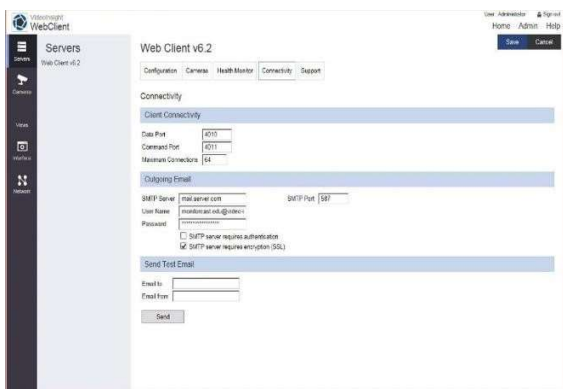 VideoInsight
WebClient
User: Administrator
Sign out
Home Admin Help
Servers
Cameras
Views
Interface
Network
Servers
Web Client v6.2
Web Client v6.2
Save Cancel
Configuration Cameras Health Monitor Connectivity Support
Connectivity
Client Connectivity
Data Port 4010
Command Port 4011
Maximum Connections 64
Outgoing Email
SMTP Server mail.server.com SMTP Port 587
User Name
Password ****************
SMTP server requires authentication
SMTP server requires encryption (SSL)
Send Test Email
Email to
Email from
Send